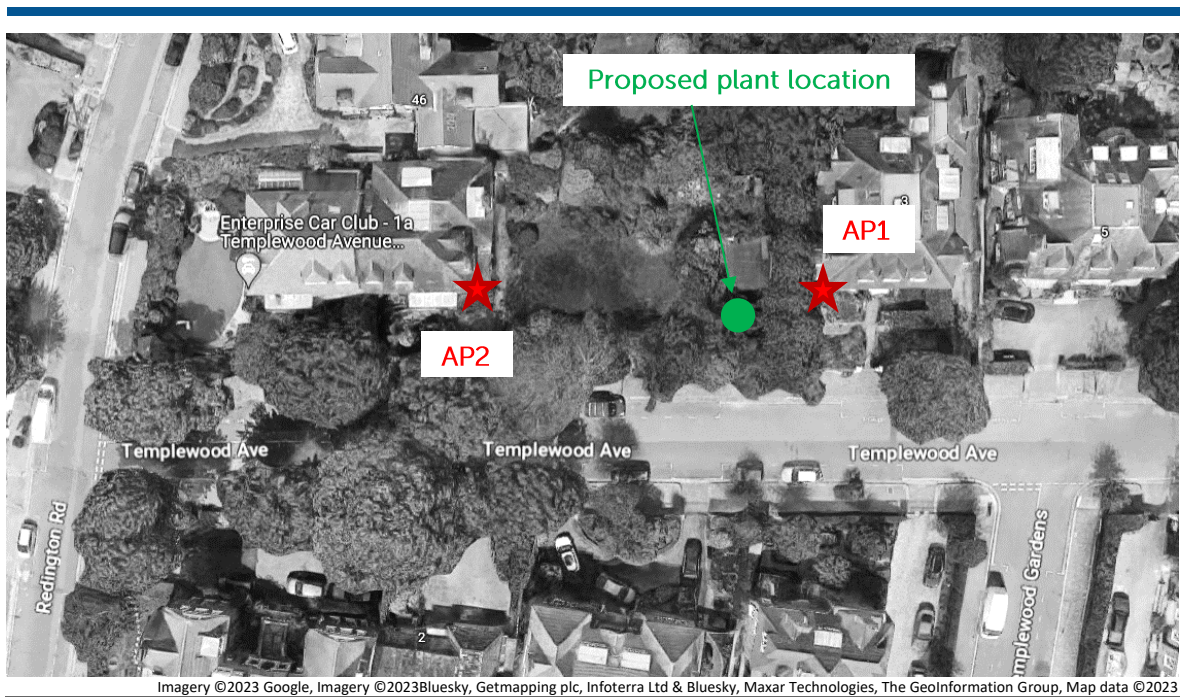 Proposed plant location
46
3
AP1
Enterprise Car Club - 1a
Templewood Avenue...
5
AP2
Templewood Ave
Templewood Ave
Templewood Ave
Redington Rd
mplewood Gardens
2
Imagery ©2023 Google, Imagery ©2023Bluesky, Getmapping plc, Infoterra Ltd & Bluesky, Maxar Technologies, The GeoInformation Group, Map data ©2023